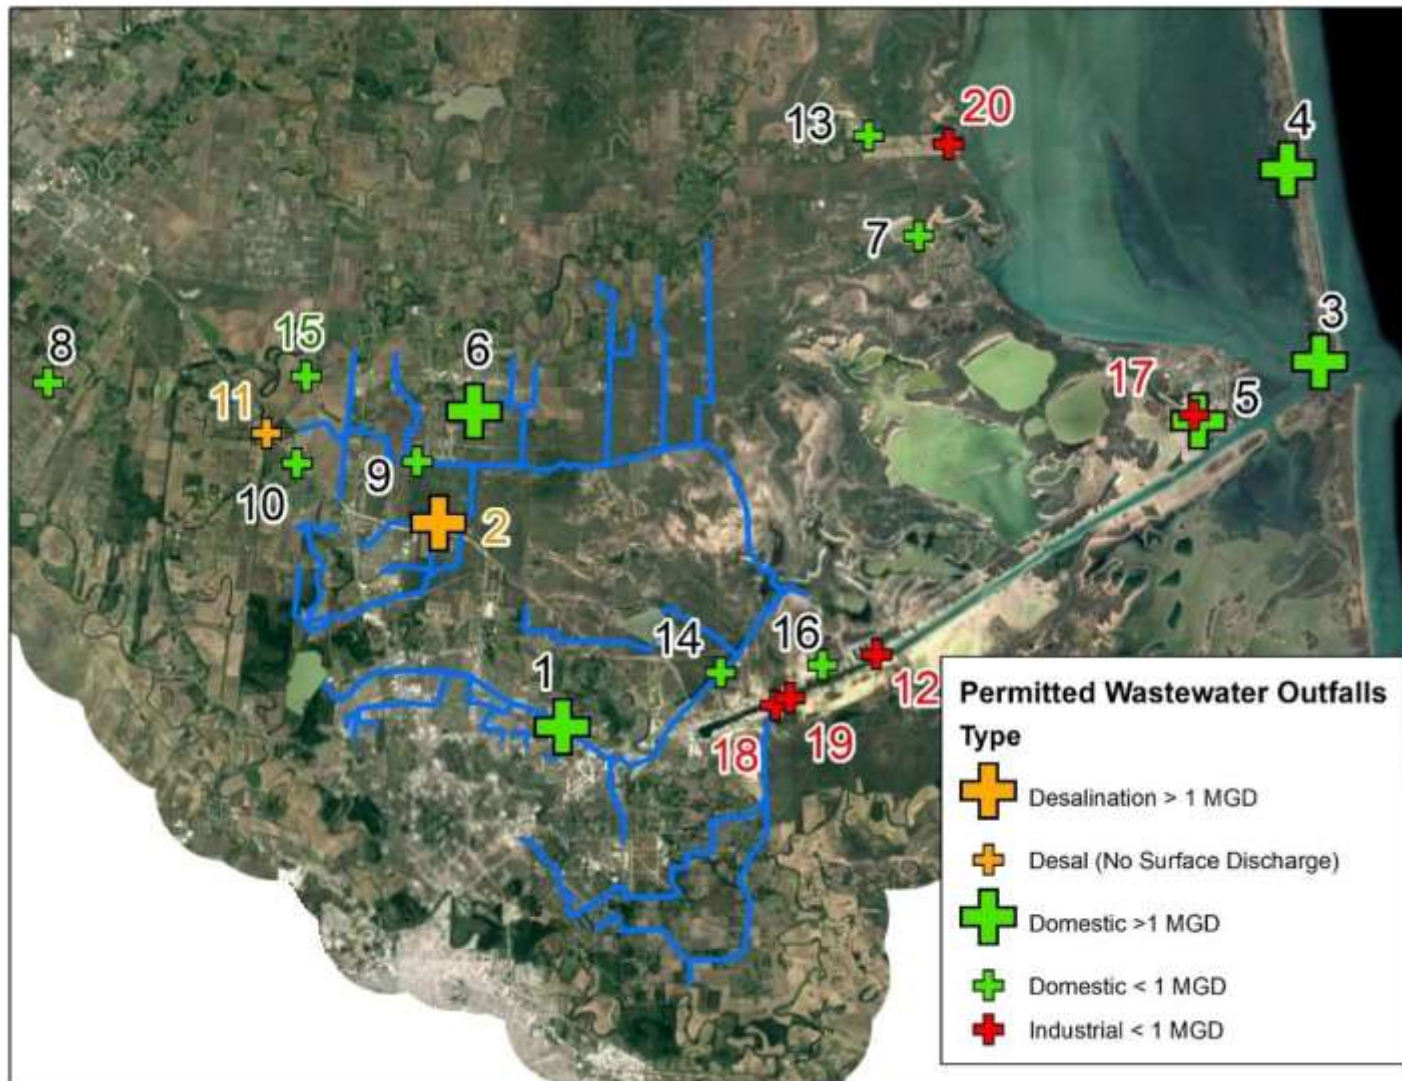 20
13
4
7
3
8
15
6
17
5
11
9
10
2
14
16
1
12
18
19
Permitted Wastewater Outfalls
Type
Desalination > 1 MGD
Desal (No Surface Discharge)
Domestic >1 MGD
Domestic < 1 MGD
Industrial < 1 MGD